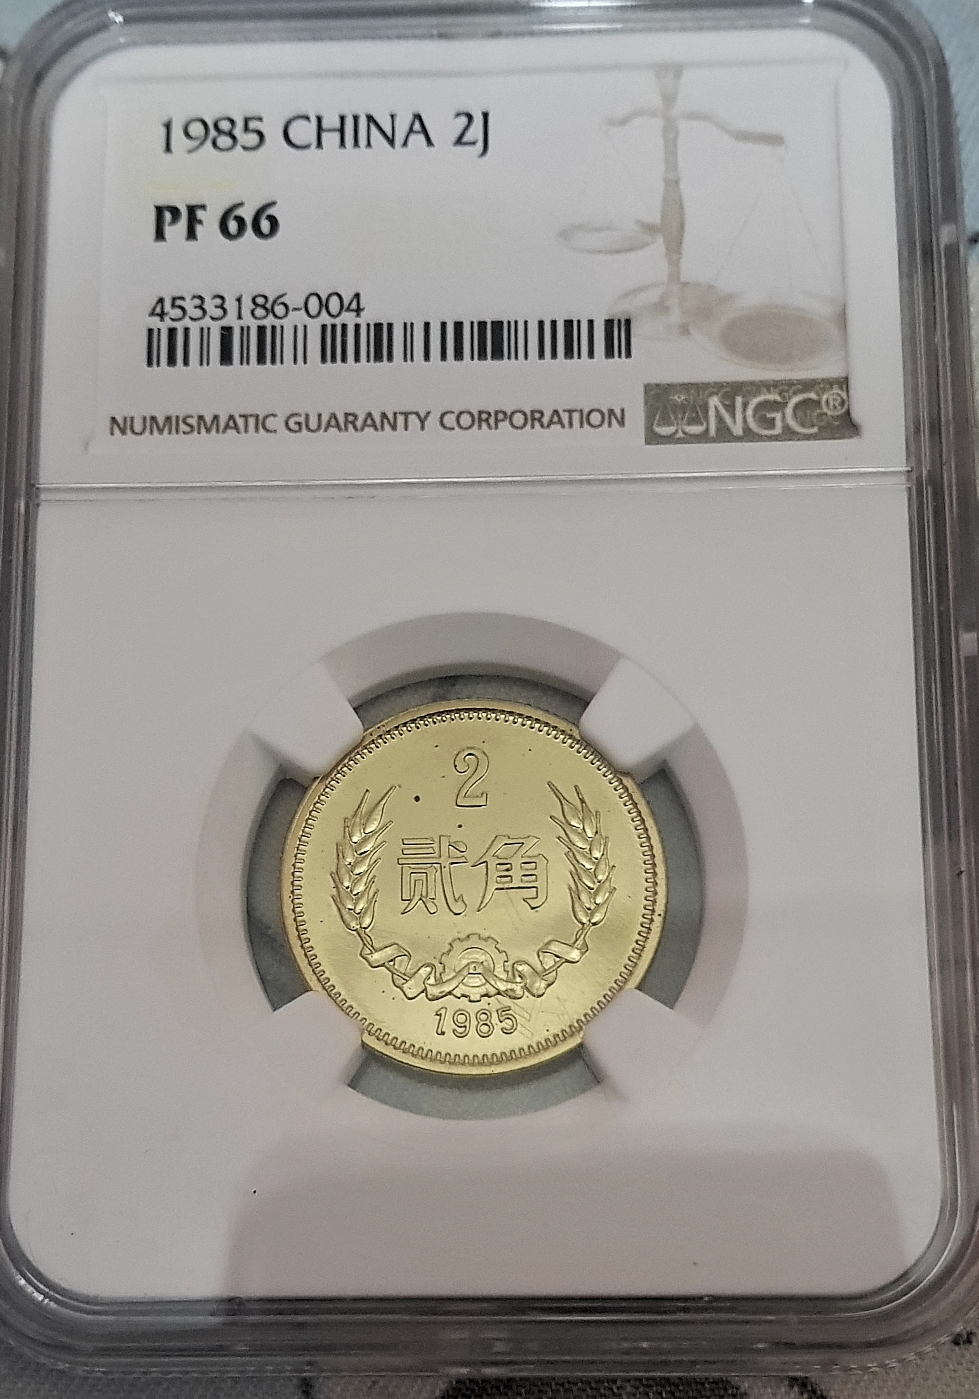 1985 CHINA 2J
PF 66
4533186-004
NUMISMATIC GUARANTY CORPORATION
NGC®
2
贰角
1985